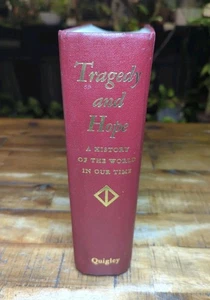 Tragedy
and
Hope
A HISTORY
OF THE WORLD
IN OUR TIME
Quigley